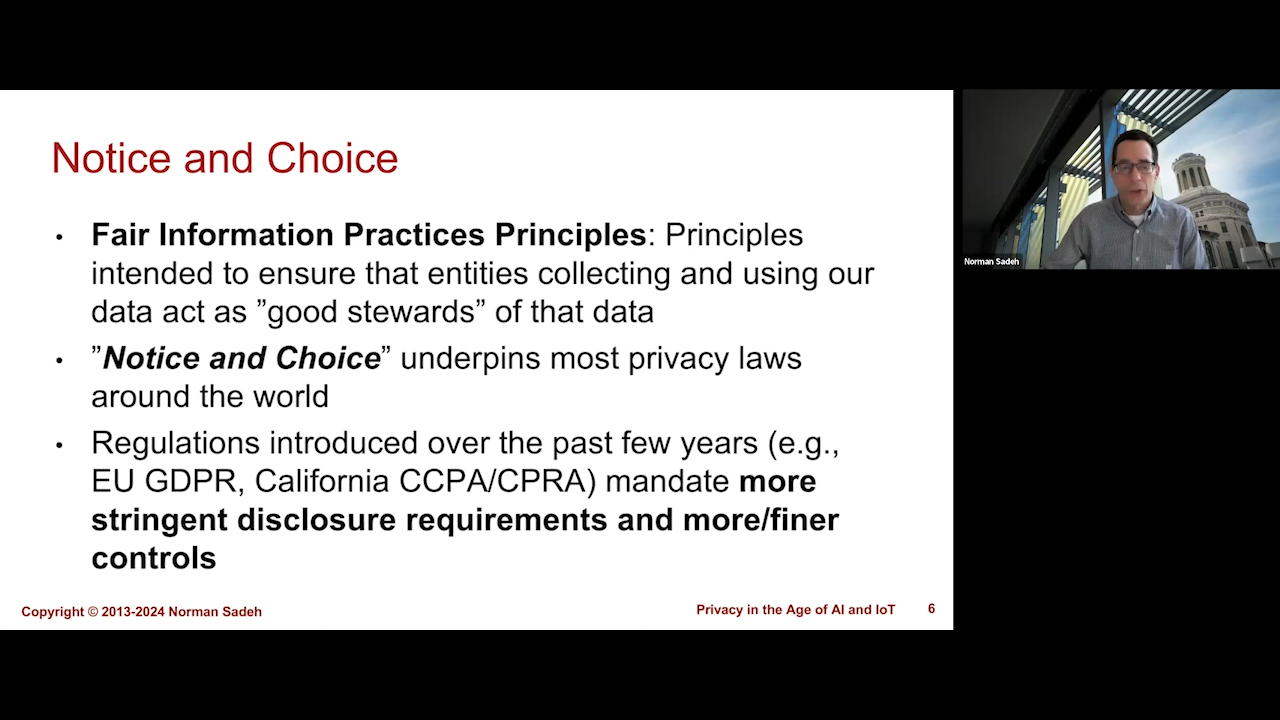 Notice and Choice
• Fair Information Practices Principles: Principles
intended to ensure that entities collecting and using our
data act as ”good stewards” of that data
• ”Notice and Choice” underpins most privacy laws
around the world
• Regulations introduced over the past few years (e.g.,
EU GDPR, California CCPA/CPRA) mandate more
stringent disclosure requirements and more/finer
controls
Copyright © 2013-2024 Norman Sadeh
Privacy in the Age of AI and IoT 6
Norman Sadeh